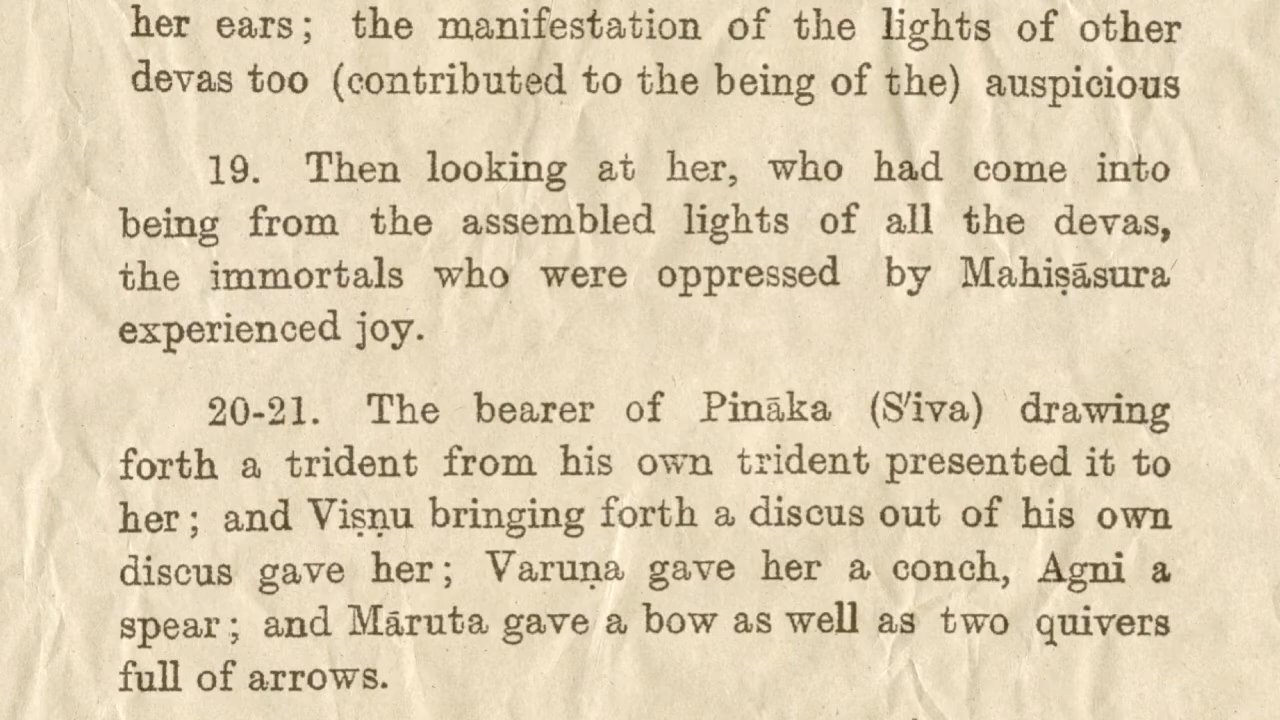 her ears; the manifestation of the lights of other
devas too (contributed to the being of the) auspicious
19. Then looking at her, who had come into
being from the assembled lights of all the devas,
the immortals who were oppressed by Mahiṣāsura
experienced joy.
20-21. The bearer of Pināka (S'iva) drawing
forth a trident from his own trident presented it to
her; and Viṣṇu bringing forth a discus out of his own
discus gave her; Varuṇa gave her a conch, Agni a
spear; and Māruta gave a bow as well as two quivers
full of arrows.